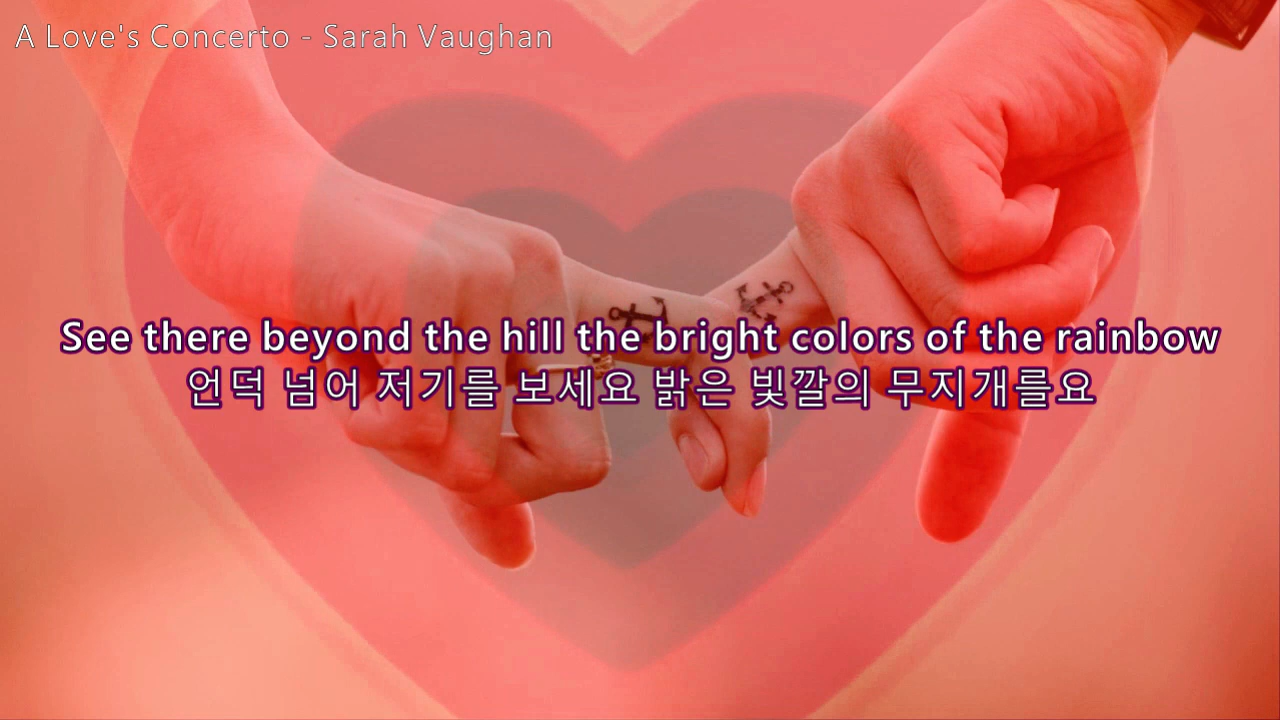 A Love's Concerto - Sarah Vaughan
See there beyond the hill the bright colors of the rainbow
언덕 넘어 저기를 보세요 밝은 빛깔의 무지개를요